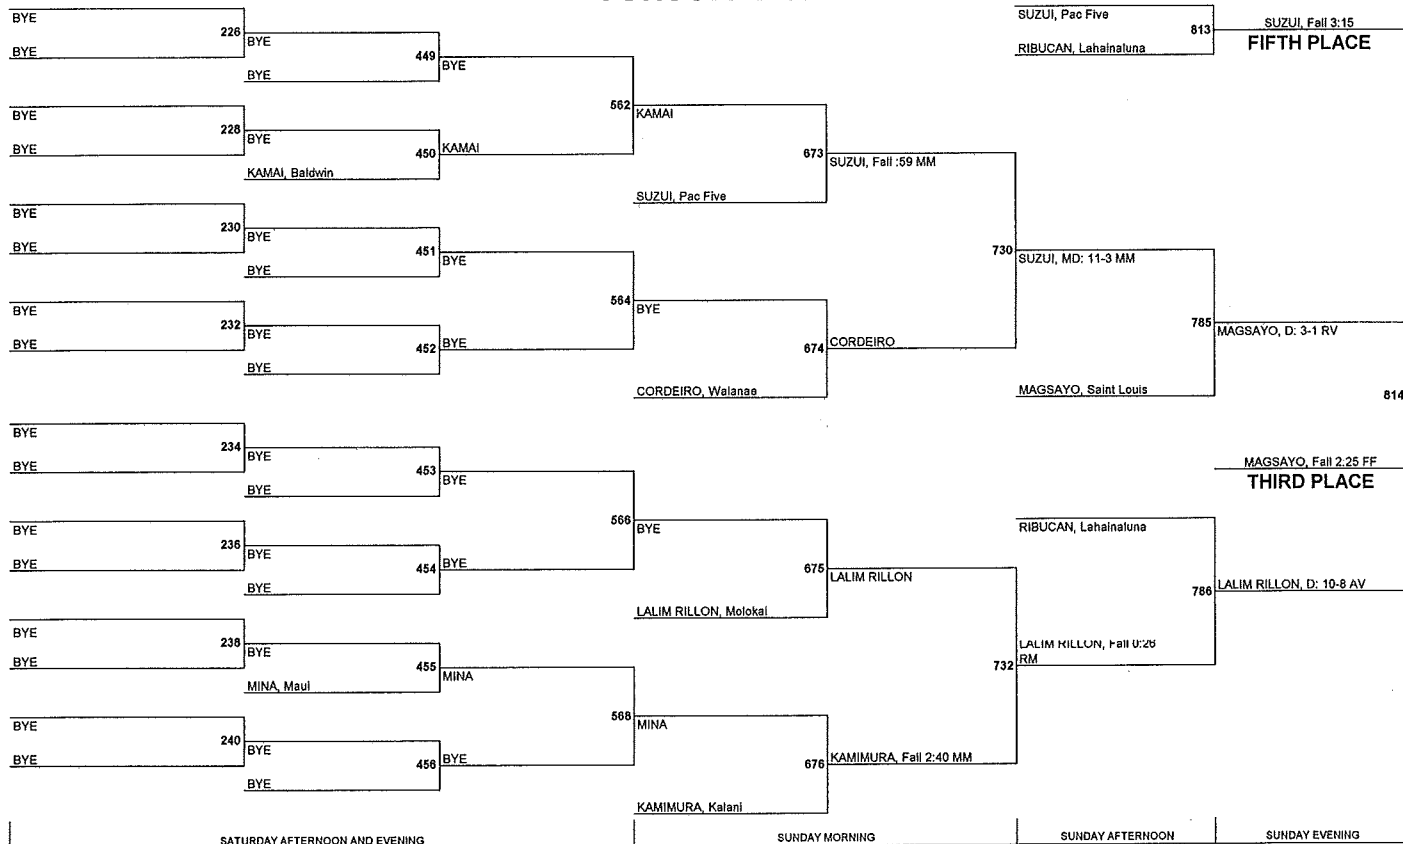 BYE
226
BYE
BYE
449
BYE
BYE
562
KAMAI
BYE
228
BYE
BYE
450
KAMAI
KAMAI, Baldwin
673
SUZUI, Fall :59 MM
SUZUI, Pac Five
BYE
230
BYE
BYE
451
BYE
BYE
564
BYE
BYE
232
BYE
BYE
452
BYE
BYE
674
CORDEIRO
CORDEIRO, Waianae
730
SUZUI, MD: 11-3 MM
MAGSAYO, Saint Louis
785
MAGSAYO, D: 3-1 RV
814
SUZUI, Pac Five
813
RIBUCAN, Lahainaluna
SUZUI, Fall 3:15
FIFTH PLACE
BYE
234
BYE
BYE
453
BYE
BYE
566
BYE
BYE
236
BYE
BYE
454
BYE
BYE
675
LALIM RILLON
LALIM RILLON, Molokai
BYE
238
BYE
BYE
455
MINA
MINA, Maui
568
MINA
BYE
240
BYE
BYE
456
BYE
BYE
676
KAMIMURA, Fall 2:40 MM
KAMIMURA, Kalani
732
LALIM RILLON, Fall 0:26
RM
RIBUCAN, Lahainaluna
786
LALIM RILLON, D: 10-8 AV
MAGSAYO, Fall 2:25 FF
THIRD PLACE
SATURDAY AFTERNOON AND EVENING
SUNDAY MORNING
SUNDAY AFTERNOON
SUNDAY EVENING